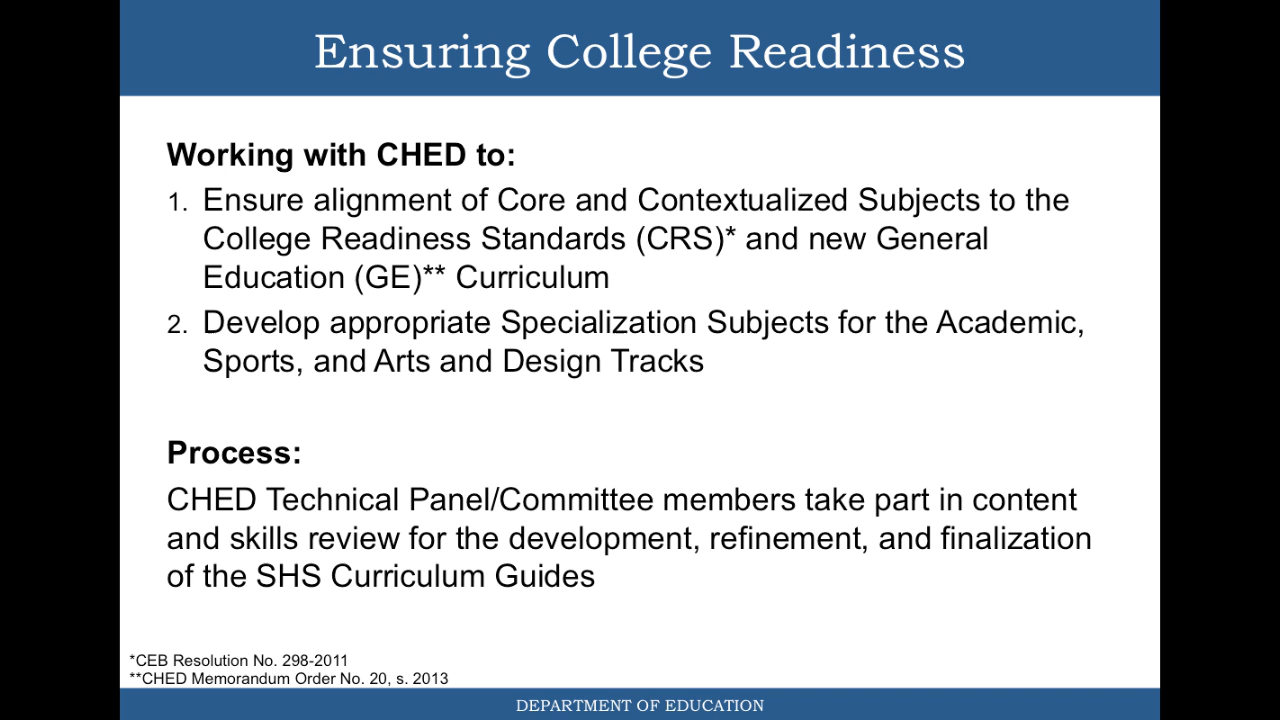 Ensuring College Readiness
Working with CHED to:
1. Ensure alignment of Core and Contextualized Subjects to the
College Readiness Standards (CRS)* and new General
Education (GE)** Curriculum
2. Develop appropriate Specialization Subjects for the Academic,
Sports, and Arts and Design Tracks
Process:
CHED Technical Panel/Committee members take part in content
and skills review for the development, refinement, and finalization
of the SHS Curriculum Guides
*CEB Resolution No. 298-2011
**CHED Memorandum Order No. 20, s. 2013
DEPARTMENT OF EDUCATION